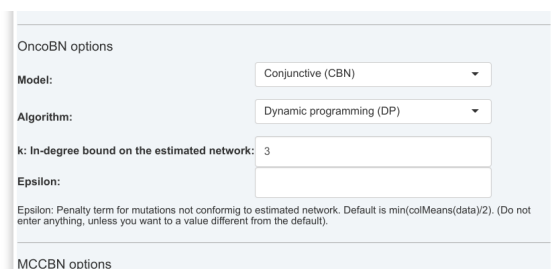 OncoBN options
Model:
Conjunctive (CBN)
Algorithm:
Dynamic programming (DP)
k: In-degree bound on the estimated network:
3
Epsilon:
Epsilon: Penalty term for mutations not conformig to estimated network. Default is min(colMeans(data)/2). (Do not
enter anything, unless you want to a value different from the default).
MCCBN options